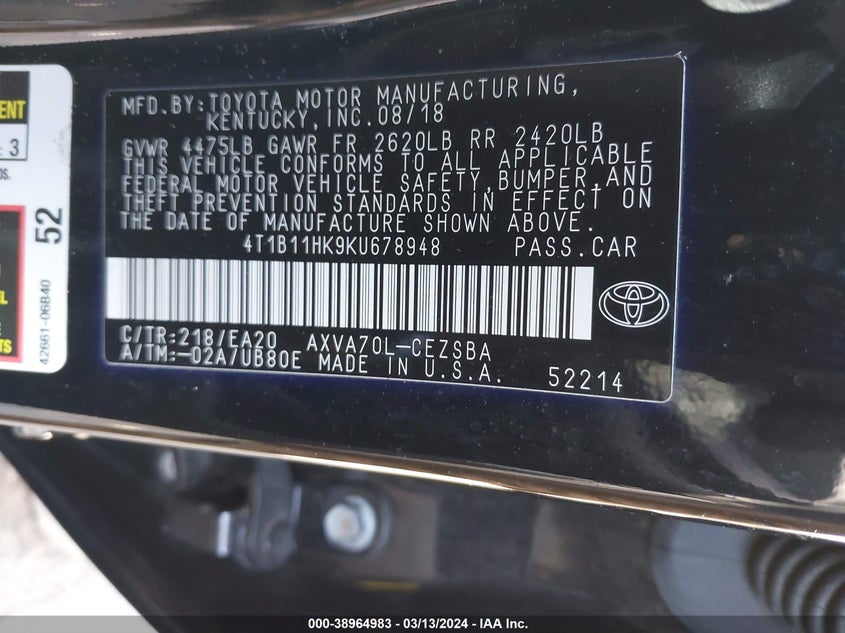 MFD.BY:TOYOTA MOTOR MANUFACTURING,
KENTUCKY,INC.08/18
GVWR 4475LB GAWR FR 2620LB RR 2420LB
THIS VEHICLE CONFORMS TO ALL APPLICABLE
FEDERAL MOTOR VEHICLE SAFETY,BUMPER,AND
THEFT PREVENTION STANDARDS IN EFFECT ON
THE DATE OF MANUFACTURE SHOWN ABOVE.
4T1B11HK9KU678948 PASS.CAR
C/TR:218/EA20 AXVA70L-CEZSBA
A/TM:-02A/UB80E MADE IN U.S.A. 52214
: 3
52
42661-06B40
000-38964983 - 03/13/2024 - IAA Inc.